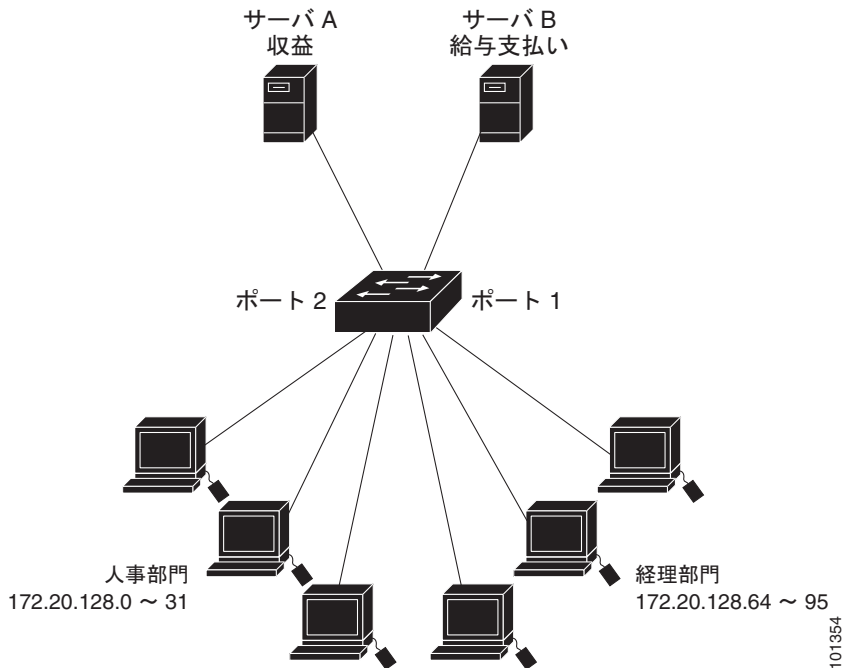 サーバ A
収益
サーバ B
給与支払い
ポート 2
ポート 1
人事部門
172.20.128.0 ～ 31
経理部門
172.20.128.64 ～ 95
101354